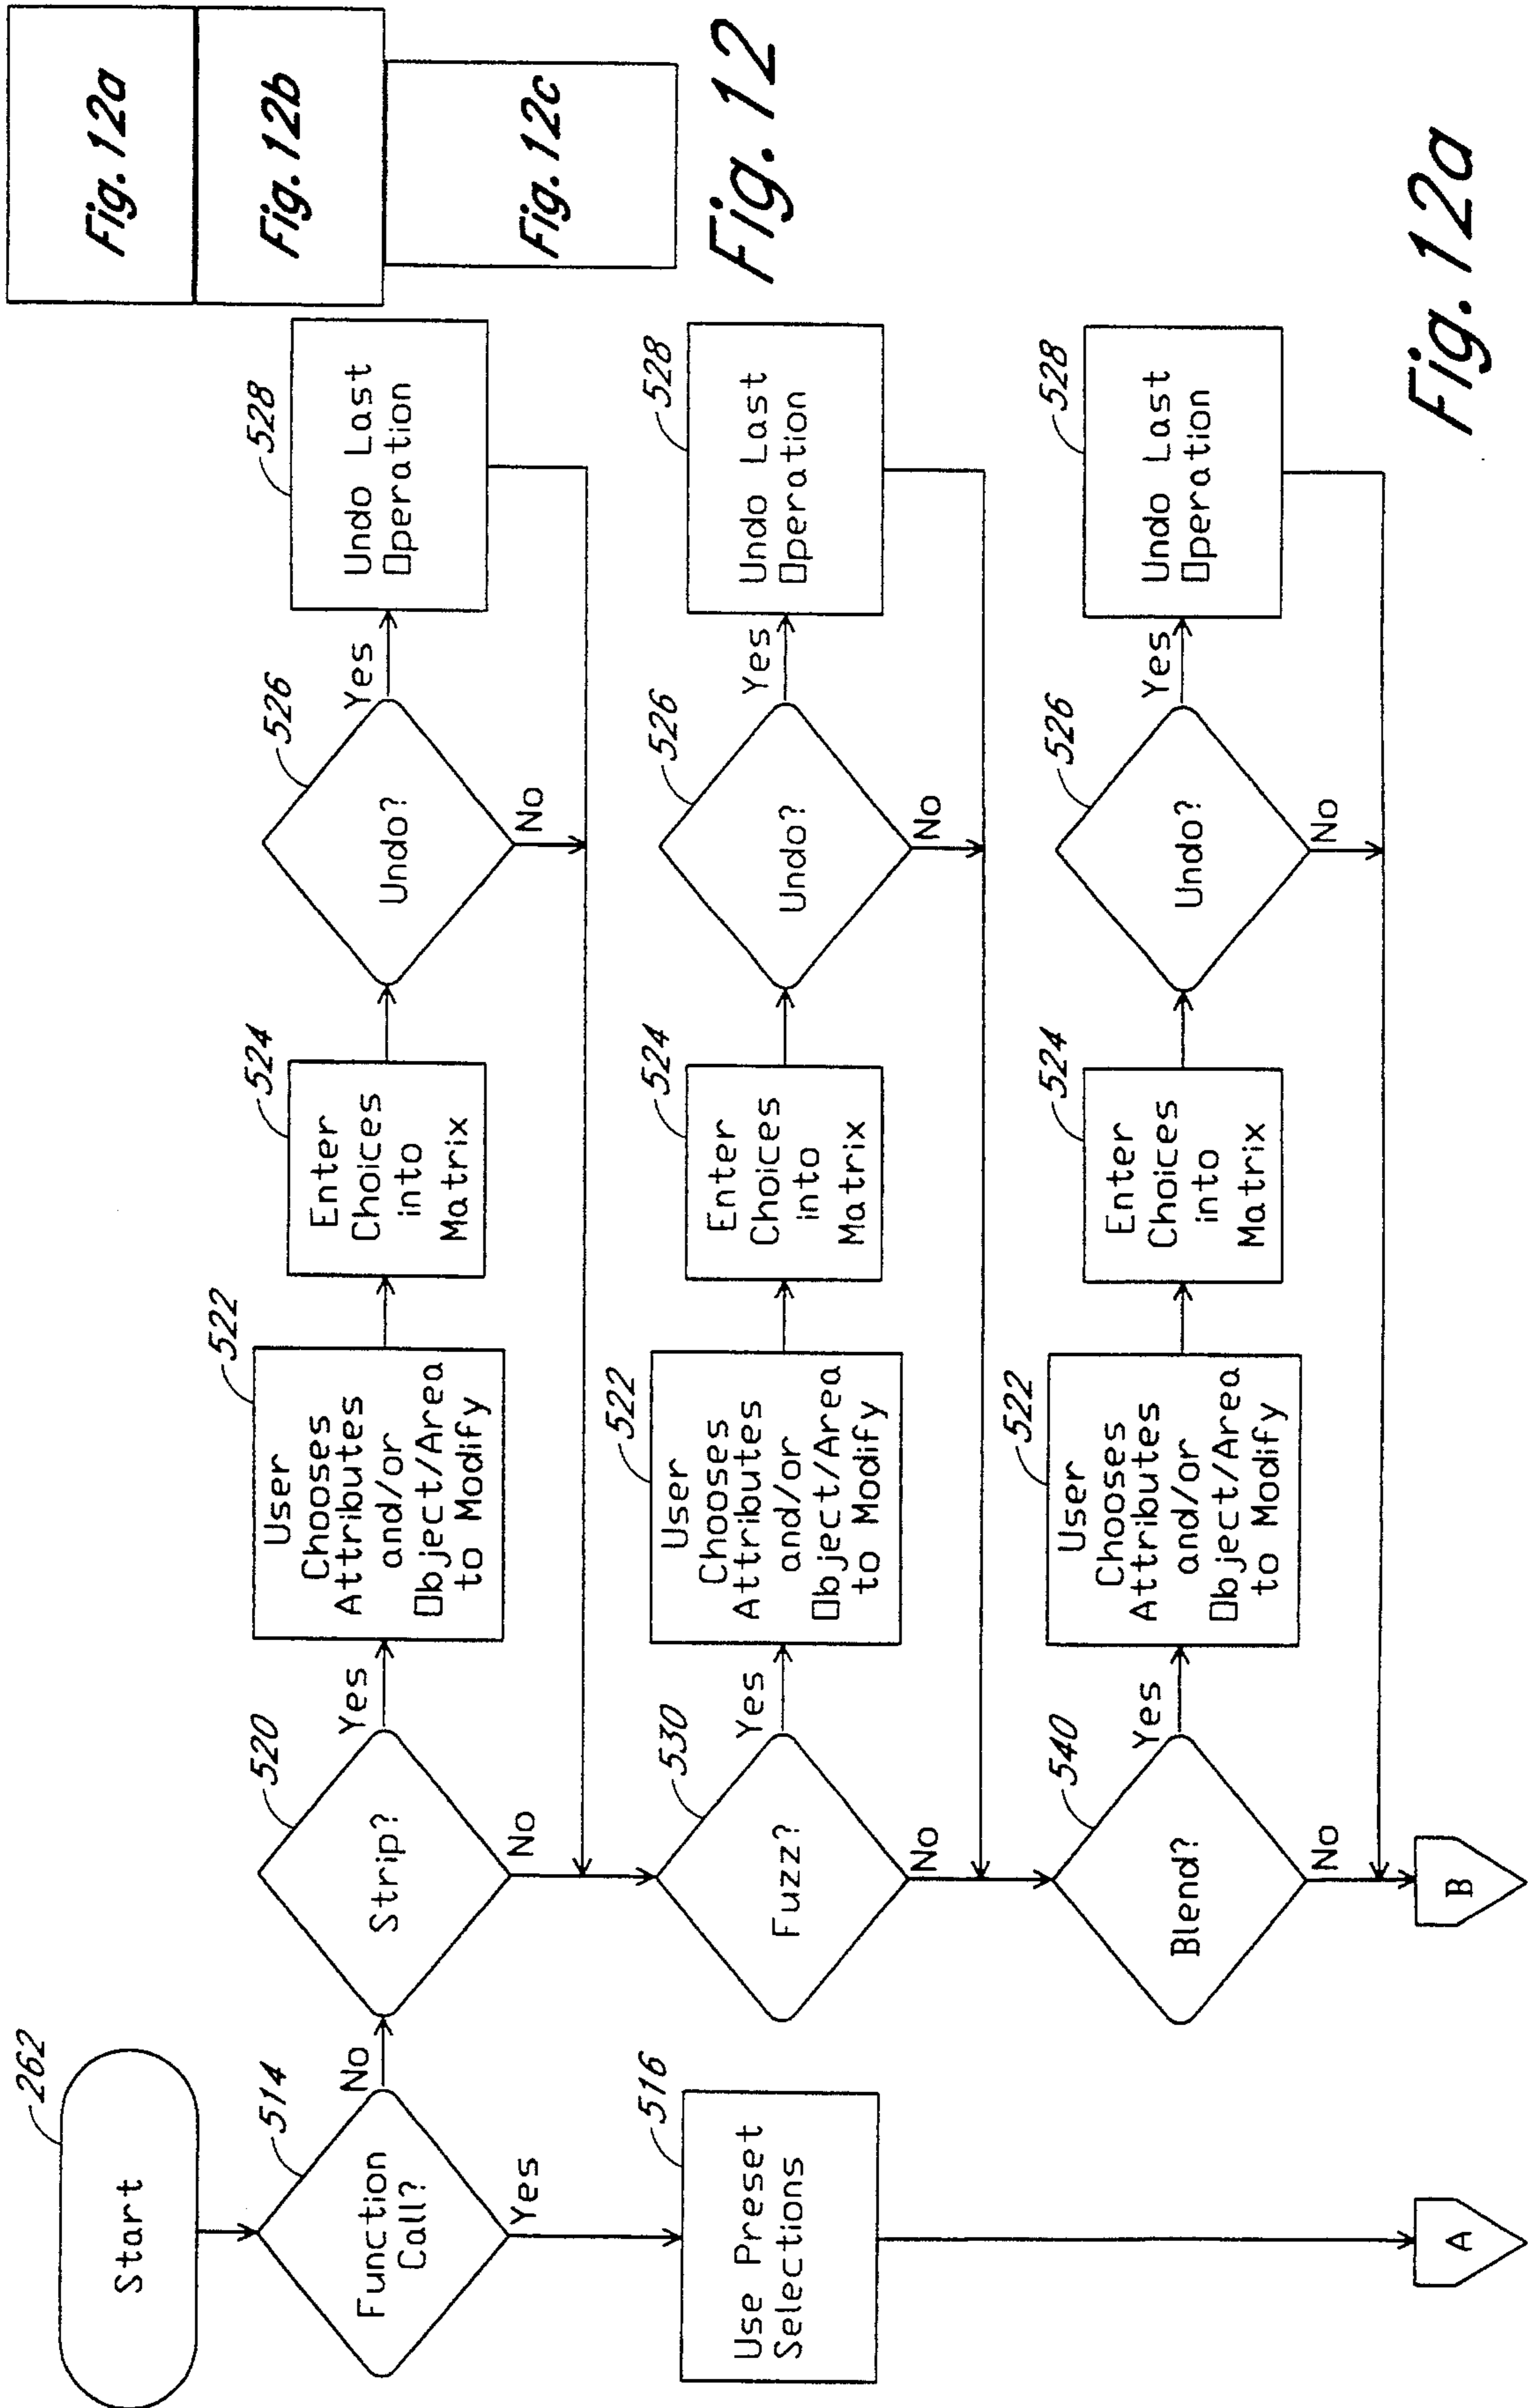 Start
262
Function
Call?
514
No
Yes
Use Preset
Selections
516
A
Strip?
520
Yes
No
User
Chooses
Attributes
and/or
Object/Area
to Modify
522
Enter
Choices
into
Matrix
524
Undo?
526
Yes
No
Undo Last
Operation
528
Fuzz?
530
Yes
No
User
Chooses
Attributes
and/or
Object/Area
to Modify
522
Enter
Choices
into
Matrix
524
Undo?
526
Yes
No
Undo Last
Operation
528
Blend?
540
Yes
No
User
Chooses
Attributes
and/or
Object/Area
to Modify
522
Enter
Choices
into
Matrix
524
Undo?
526
Yes
No
Undo Last
Operation
528
B
Fig. 12a
Fig. 12b
Fig. 12c
Fig. 12
Fig. 12a